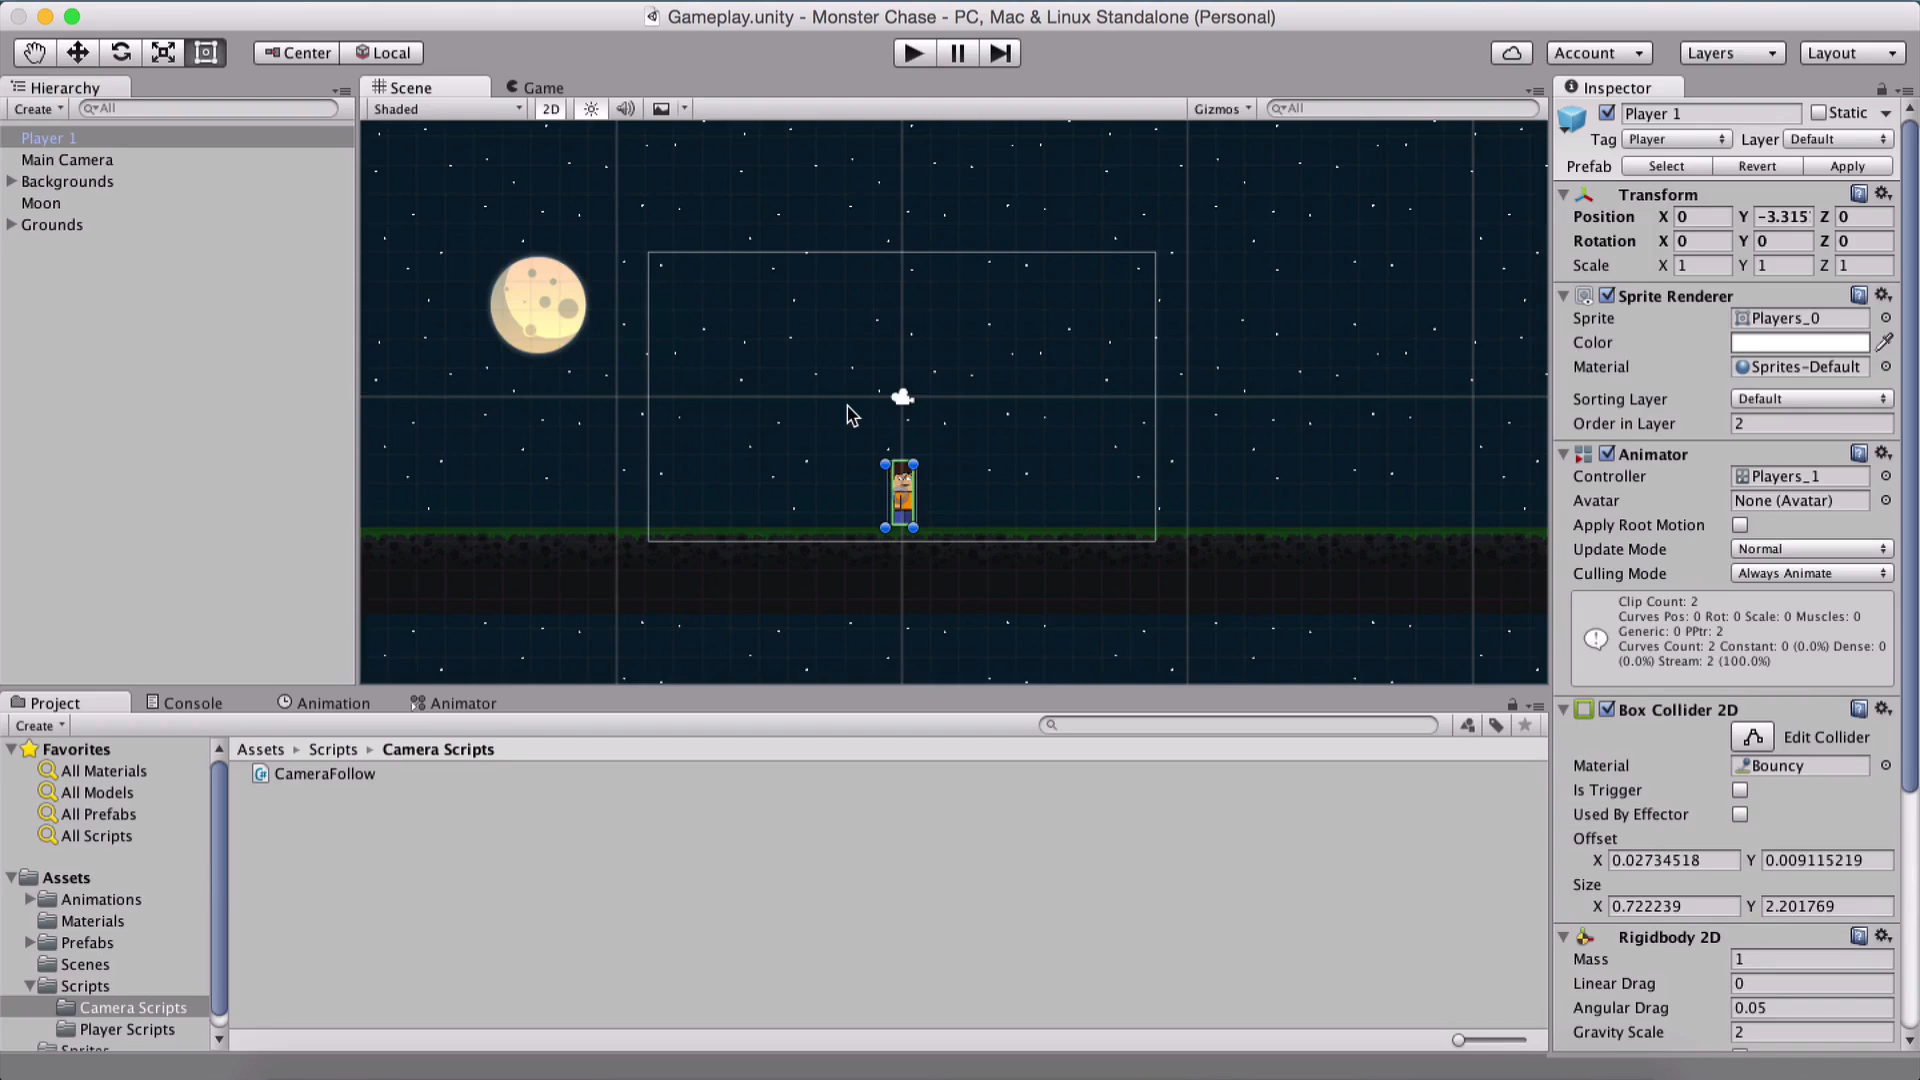 Gameplay.unity - Monster Chase - PC, Mac & Linux Standalone (Personal)
Center Local
Account Layers Layout
Hierarchy
Create All
Player 1
Main Camera
Backgrounds
Moon
Grounds
Scene Game
Shaded 2D Gizmos All
Inspector
Player 1 Static
Tag Player Layer Default
Prefab Select Revert Apply
Transform
Position X 0 Y -3.315 Z 0
Rotation X 0 Y 0 Z 0
Scale X 1 Y 1 Z 1
Sprite Renderer
Sprite Players_0
Color
Material Sprites-Default
Sorting Layer Default
Order in Layer 2
Animator
Controller Players_1
Avatar None (Avatar)
Apply Root Motion
Update Mode Normal
Culling Mode Always Animate
Clip Count: 2
Curves Pos: 0 Rot: 0 Scale: 0 Muscles: 0
Generic: 0 PPtr: 2
Curves Count: 2 Constant: 0 (0.0%) Dense: 0
(0.0%) Stream: 2 (100.0%)
Box Collider 2D
Edit Collider
Material Bouncy
Is Trigger
Used By Effector
Offset
X 0.02734518 Y 0.009115219
Size
X 0.722239 Y 2.201769
Rigidbody 2D
Mass 1
Linear Drag 0
Angular Drag 0.05
Gravity Scale 2
Project Console Animation Animator
Create
Favorites
All Materials
All Models
All Prefabs
All Scripts
Assets
Animations
Materials
Prefabs
Scenes
Scripts
Camera Scripts
Player Scripts
Assets Scripts Camera Scripts
CameraFollow